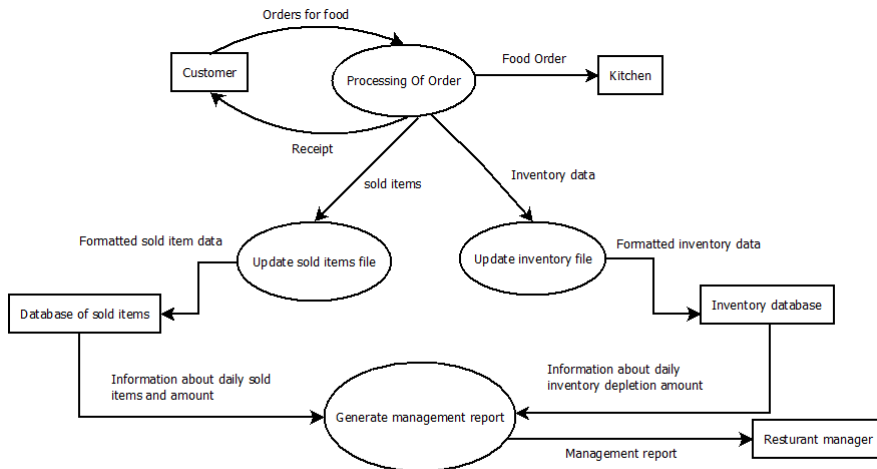 Orders for food
Customer
Processing Of Order
Food Order
Kitchen
Receipt
sold items
Inventory data
Formatted sold item data
Update sold items file
Update inventory file
Formatted inventory data
Database of sold items
Inventory database
Information about daily sold
items and amount
Information about daily
inventory depletion amount
Generate management report
Management report
Resturant manager